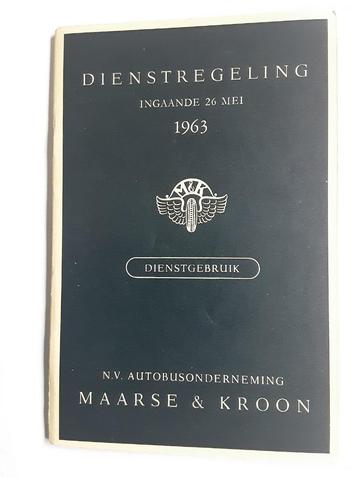 DIENSTREGELING
INGAANDE 26 MEI
1963
M&K
DIENSTGEBRUIK
N.V. AUTOBUSONDERNEMING
MAARSE & KROON